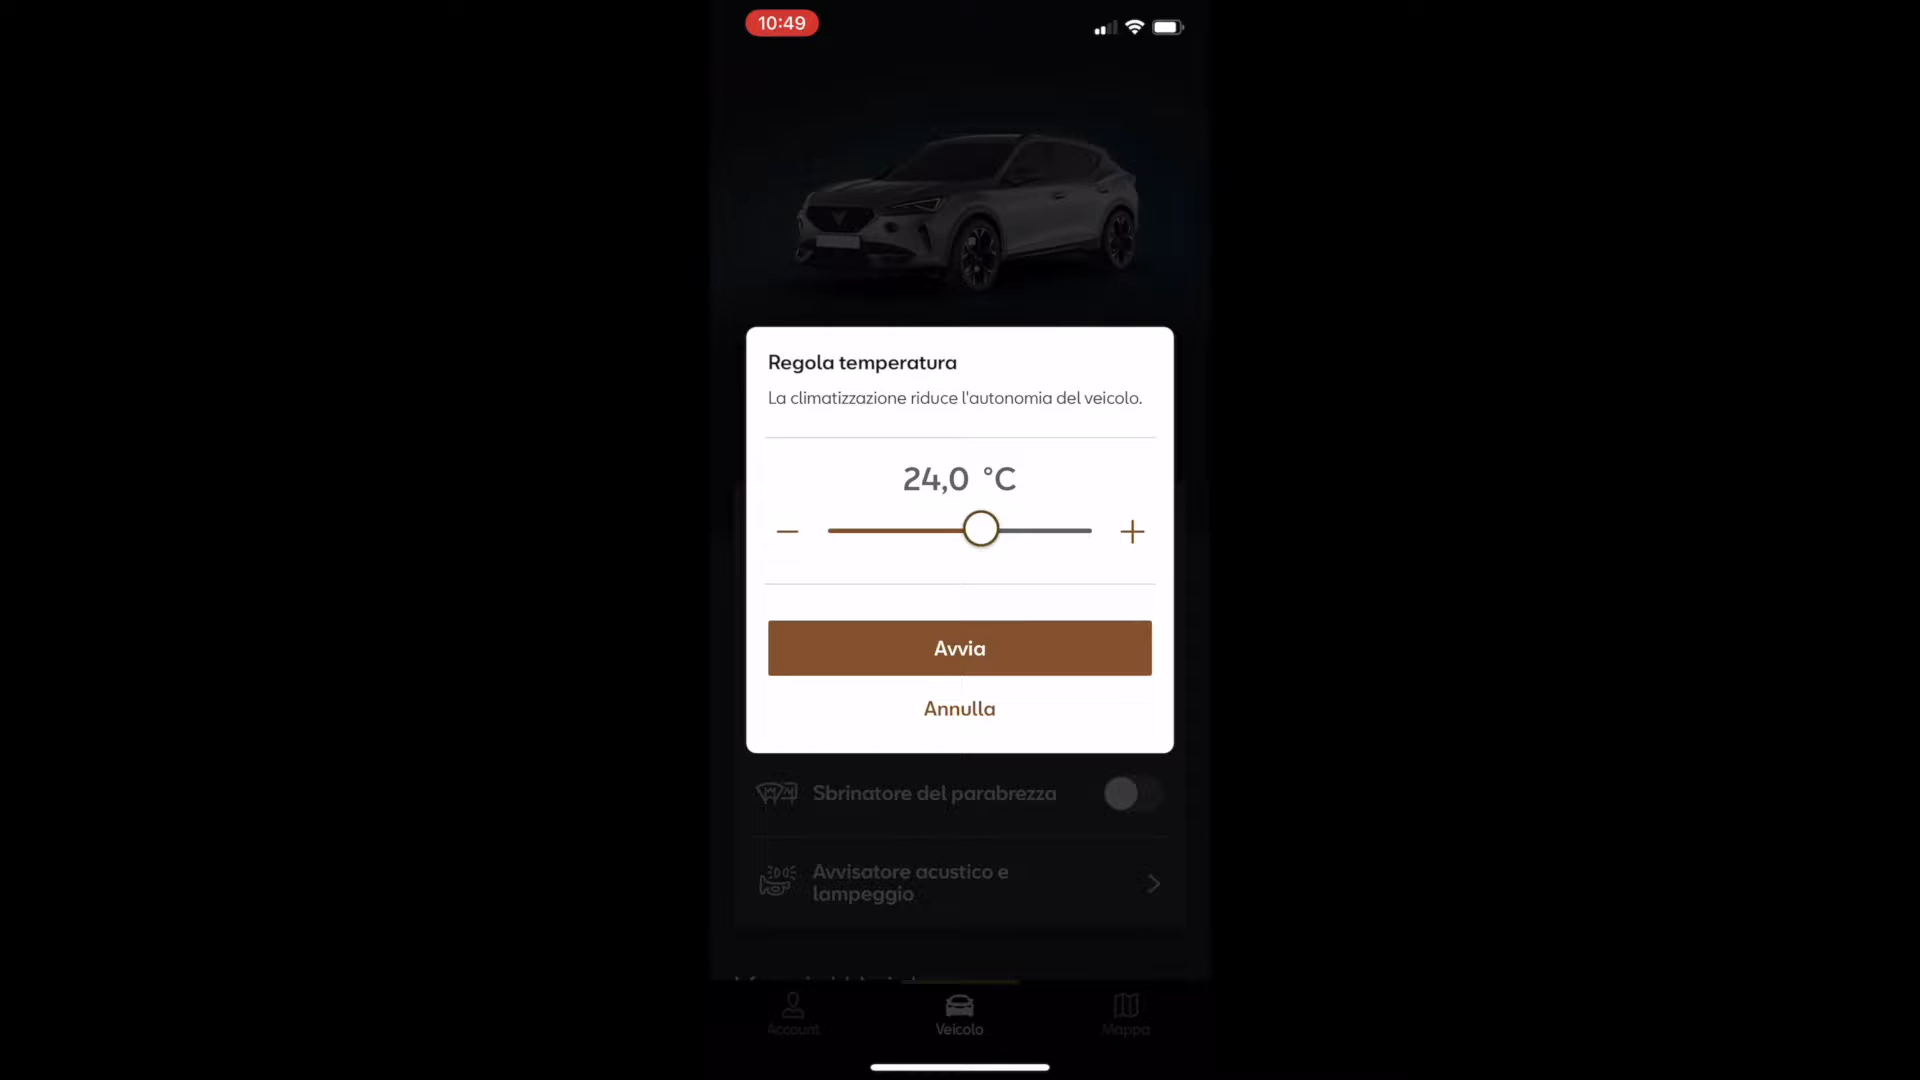 10:49
Regola temperatura
La climatizzazione riduce l'autonomia del veicolo.
24,0 °C
Avvia
Annulla
Sbrinatore del parabrezza
Avvisatore acustico e
lampeggio
Account
Veicolo
Mappa